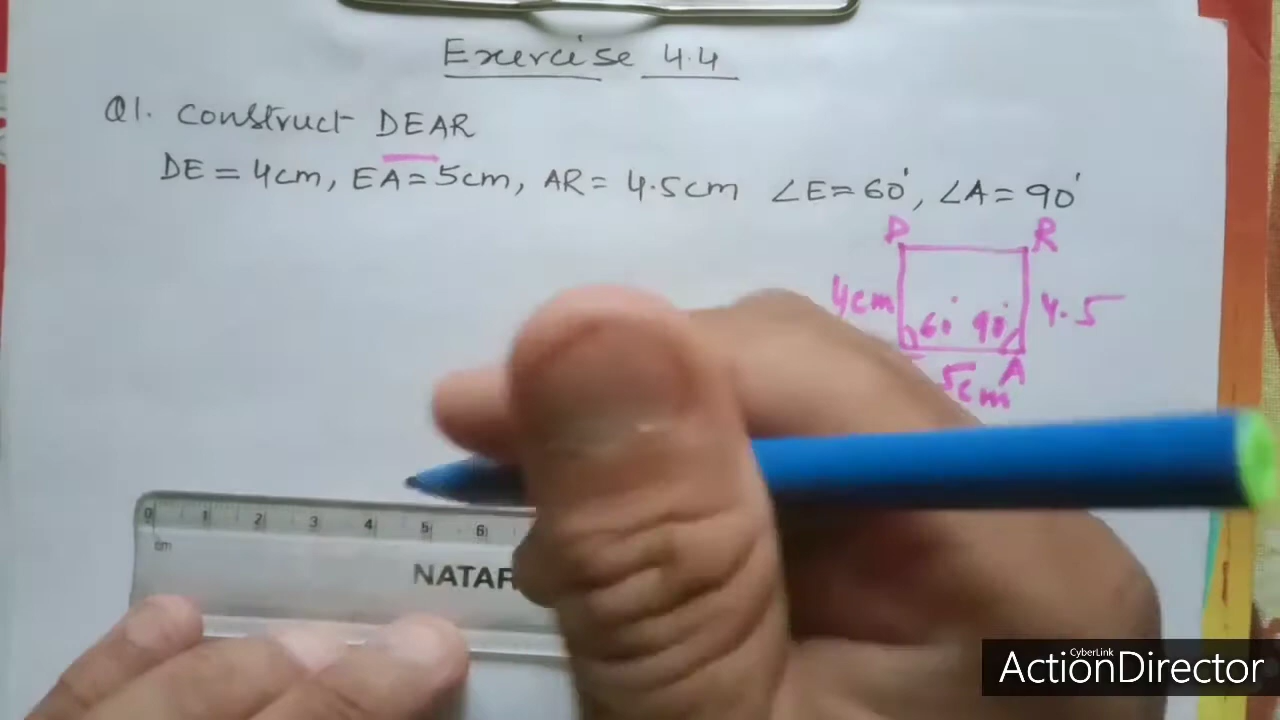 Exercise 4.4
Q1. Construct DEAR
DE = 4cm, EA = 5cm, AR = 4.5cm ∠E = 60°, ∠A = 90°
D R
4cm 60° 90° 4.5
A
5cm
0 1 2 3 4 5 6
cm
CyberLink
ActionDirector